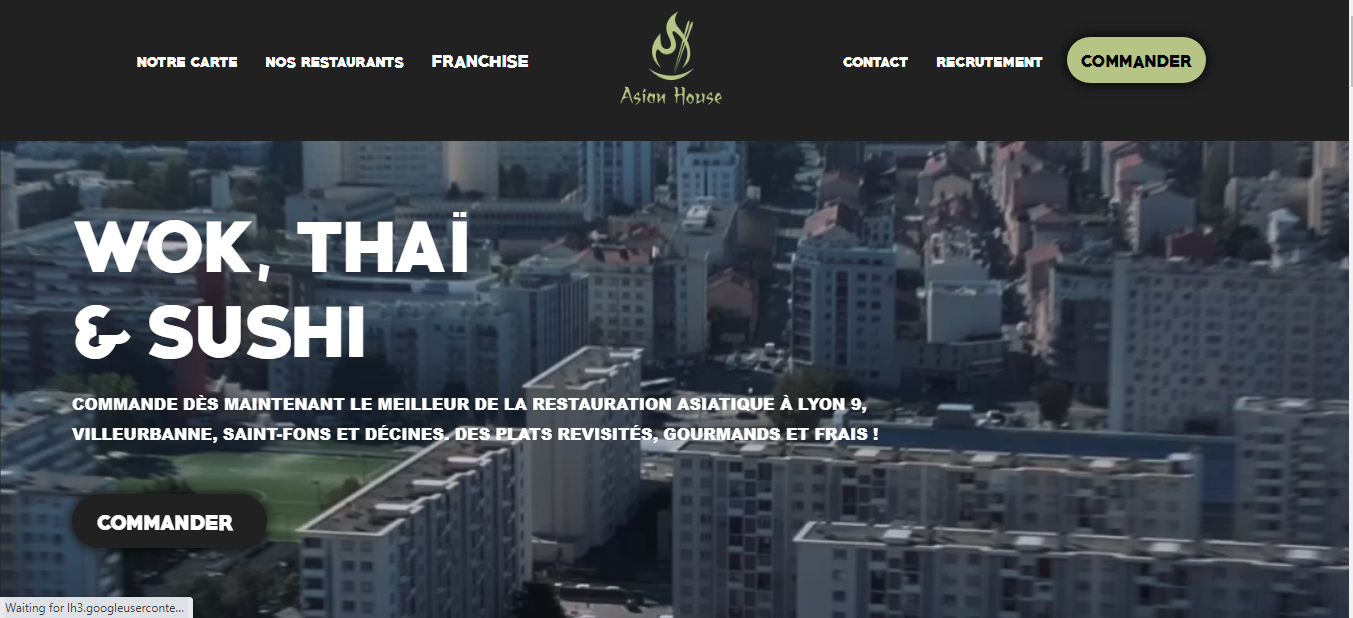 NOTRE CARTE
NOS RESTAURANTS
FRANCHISE
Asian House
CONTACT
RECRUTEMENT
COMMANDER
WOK, THAÏ
& SUSHI
COMMANDE DÈS MAINTENANT LE MEILLEUR DE LA RESTAURATION ASIATIQUE À LYON 9,
VILLEURBANNE, SAINT-FONS ET DÉCINES. DES PLATS REVISITÉS, GOURMANDS ET FRAIS !
COMMANDER
Waiting for lh3.googleuserconte...